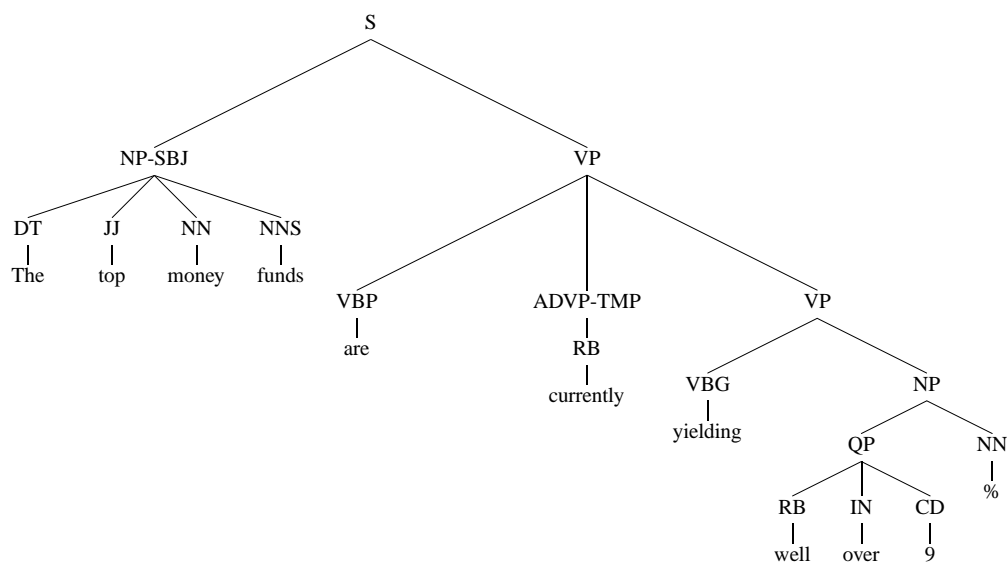 S
NP-SBJ VP
DT JJ NN NNS
The top money funds
VBP ADVP-TMP VP
are RB
VBG NP
currently
yielding
QP NN
%
RB IN CD
well over 9